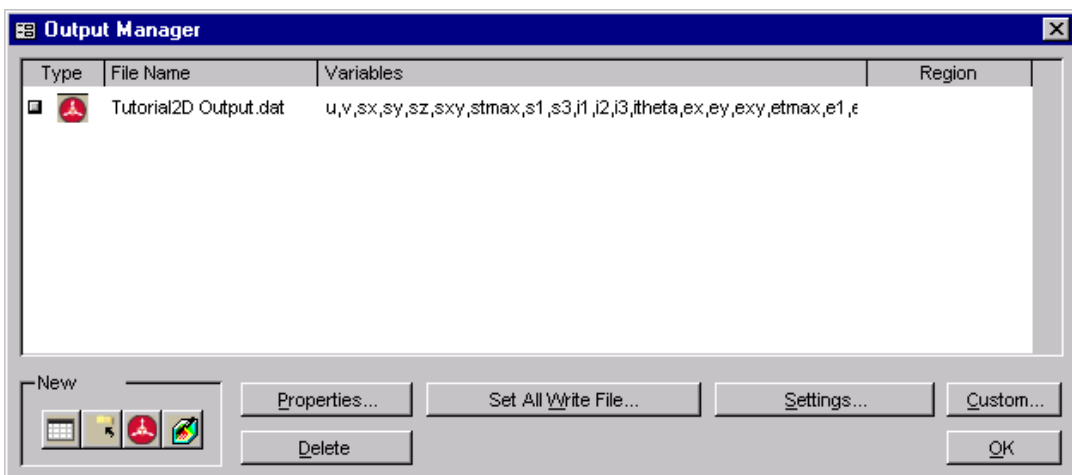 Output Manager
Type File Name Variables Region
Tutorial2D Output.dat u,v,sx,sy,sz,sxy,stmax,s1,s3,i1,i2,i3,itheta,ex,ey,exy,etmax,e1,
New
Properties... Set All Write File... Settings... Custom...
Delete OK